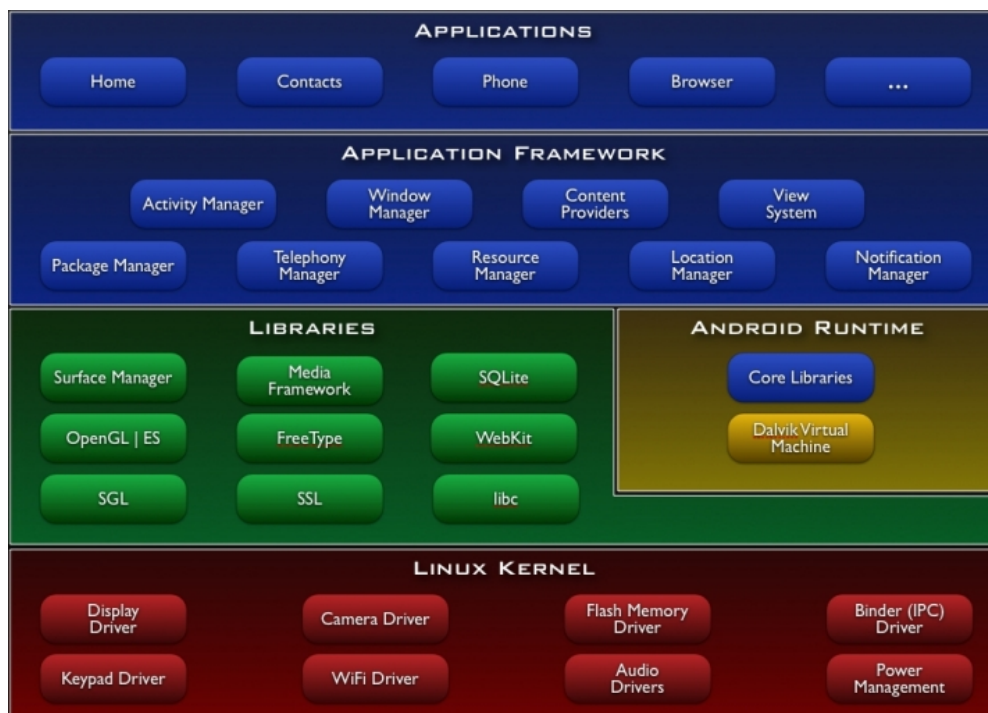 APPLICATIONS
Home Contacts Phone Browser ...
APPLICATION FRAMEWORK
Activity Manager Window Manager Content Providers View System
Package Manager Telephony Manager Resource Manager Location Manager Notification Manager
LIBRARIES
Surface Manager Media Framework SQLite
OpenGL | ES FreeType WebKit
SGL SSL libc
ANDROID RUNTIME
Core Libraries
Dalvik Virtual Machine
LINUX KERNEL
Display Driver Camera Driver Flash Memory Driver Binder (IPC) Driver
Keypad Driver WiFi Driver Audio Drivers Power Management